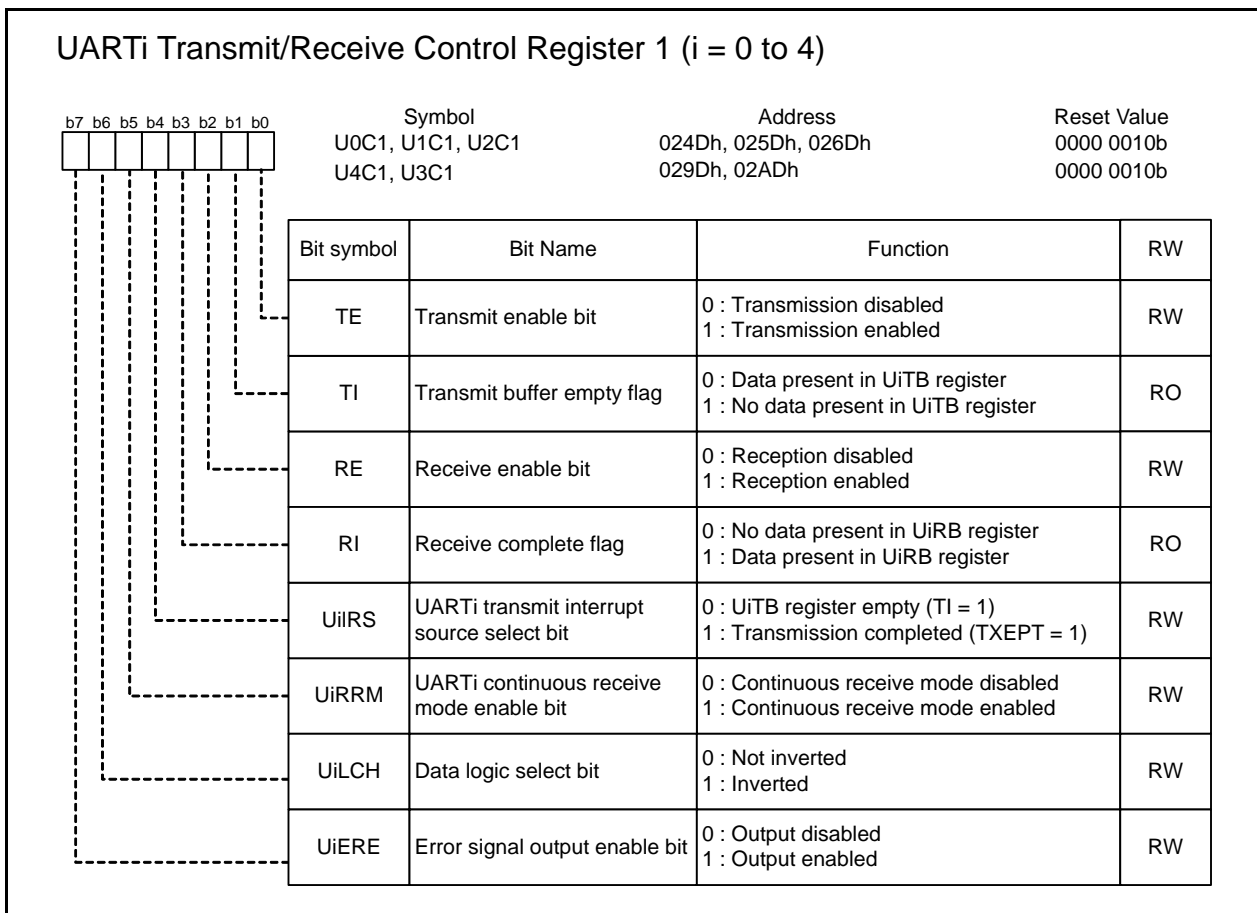 UARTi Transmit/Receive Control Register 1 (i = 0 to 4)
b7 b6 b5 b4 b3 b2 b1 b0
Symbol Address Reset Value
U0C1, U1C1, U2C1 024Dh, 025Dh, 026Dh 0000 0010b
U4C1, U3C1 029Dh, 02ADh 0000 0010b
Bit symbol Bit Name Function RW
TE Transmit enable bit 0 : Transmission disabled
1 : Transmission enabled RW
TI Transmit buffer empty flag 0 : Data present in UiTB register
1 : No data present in UiTB register RO
RE Receive enable bit 0 : Reception disabled
1 : Reception enabled RW
RI Receive complete flag 0 : No data present in UiRB register
1 : Data present in UiRB register RO
UiIRS UARTi transmit interrupt
source select bit 0 : UiTB register empty (TI = 1)
1 : Transmission completed (TXEPT = 1) RW
UiRRM UARTi continuous receive
mode enable bit 0 : Continuous receive mode disabled
1 : Continuous receive mode enabled RW
UiLCH Data logic select bit 0 : Not inverted
1 : Inverted RW
UiERE Error signal output enable bit 0 : Output disabled
1 : Output enabled RW